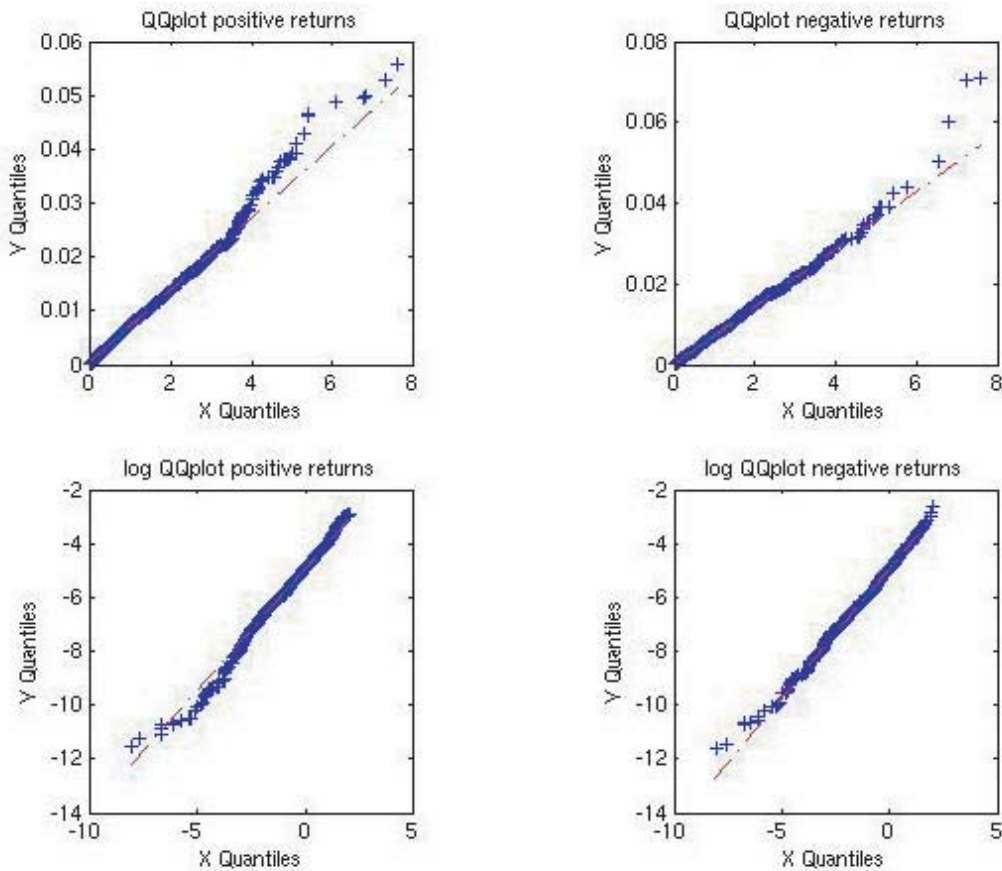 QQplot positive returns
0.06
0.05
0.04
0.03
0.02
0.01
0
Y Quantiles
0 2 4 6 8
X Quantiles
QQplot negative returns
0.08
0.06
0.04
0.02
0
Y Quantiles
0 2 4 6 8
X Quantiles
log QQplot positive returns
-2
-4
-6
-8
-10
-12
-14
Y Quantiles
-10 -5 0 5
X Quantiles
log QQplot negative returns
-2
-4
-6
-8
-10
-12
-14
Y Quantiles
-10 -5 0 5
X Quantiles